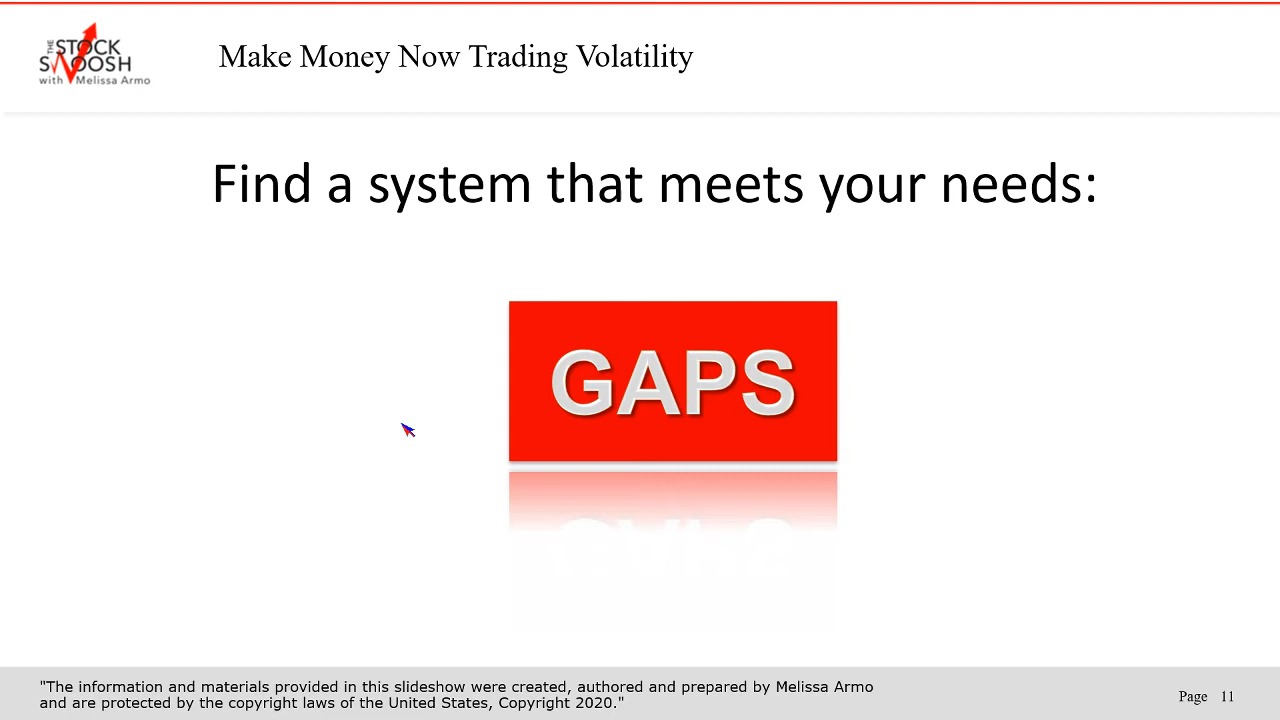 THE STOCK
SWOOSH
with Melissa Armo
Make Money Now Trading Volatility
Find a system that meets your needs:
GAPS
"The information and materials provided in this slideshow were created, authored and prepared by Melissa Armo
and are protected by the copyright laws of the United States, Copyright 2020."
Page 11